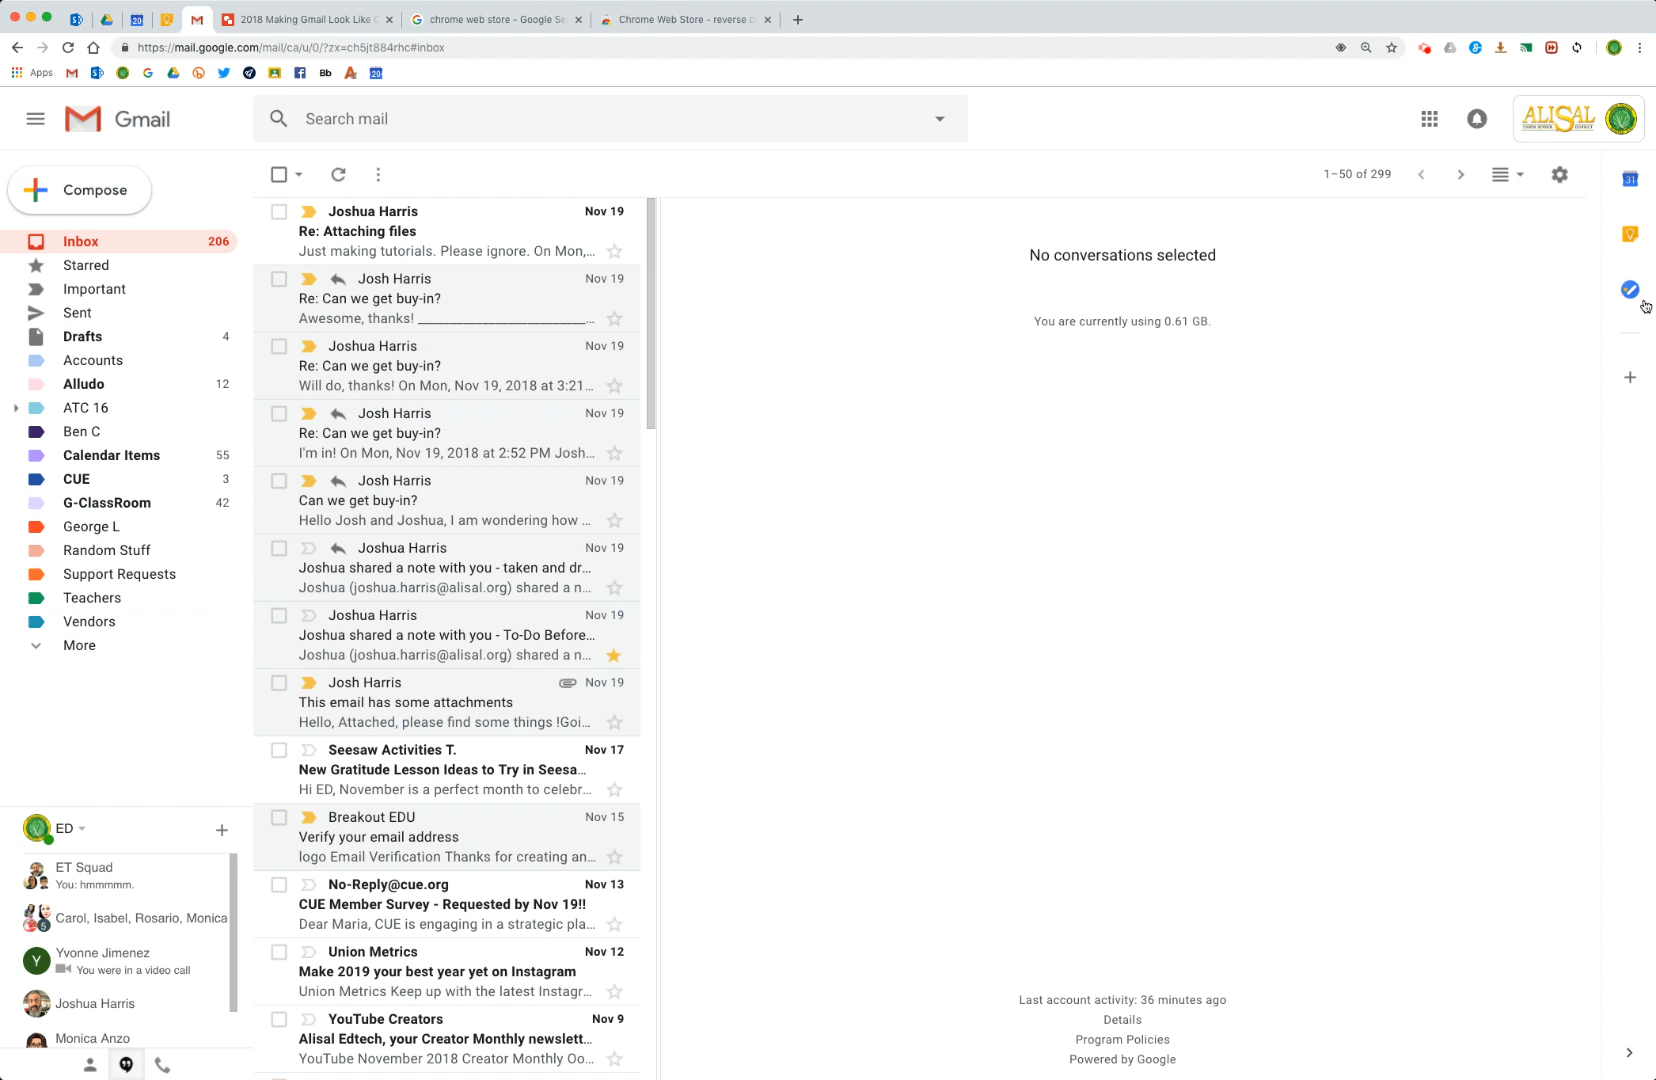 20
2018 Making Gmail Look Like
chrome web store - Google Se
Chrome Web Store - reverse c
https://mail.google.com/mail/ca/u/0/?zx=ch5jt884rhc#inbox
Apps
Bb
20
Gmail
Search mail
ALISAL
UNION SCHOOL DISTRICT
Compose
1–50 of 299
31
Inbox 206
Starred
Important
Sent
Drafts 4
Accounts
Alludo 12
ATC 16
Ben C
Calendar Items 55
CUE 3
G-ClassRoom 42
George L
Random Stuff
Support Requests
Teachers
Vendors
More
ED
ET Squad
You: hmmmmm.
5
Carol, Isabel, Rosario, Monica
Y
Yvonne Jimenez
You were in a video call
Joshua Harris
Monica Anzo
Joshua Harris Nov 19
Re: Attaching files
Just making tutorials. Please ignore. On Mon,...
Josh Harris Nov 19
Re: Can we get buy-in?
Awesome, thanks! __________________________...
Joshua Harris Nov 19
Re: Can we get buy-in?
Will do, thanks! On Mon, Nov 19, 2018 at 3:21...
Josh Harris Nov 19
Re: Can we get buy-in?
I'm in! On Mon, Nov 19, 2018 at 2:52 PM Josh...
Josh Harris Nov 19
Can we get buy-in?
Hello Josh and Joshua, I am wondering how ...
Joshua Harris Nov 19
Joshua shared a note with you - taken and dr...
Joshua (joshua.harris@alisal.org) shared a n...
Joshua Harris Nov 19
Joshua shared a note with you - To-Do Before...
Joshua (joshua.harris@alisal.org) shared a n...
Josh Harris Nov 19
This email has some attachments
Hello, Attached, please find some things !Goi...
Seesaw Activities T. Nov 17
New Gratitude Lesson Ideas to Try in Seesa...
Hi ED, November is a perfect month to celebr...
Breakout EDU Nov 15
Verify your email address
logo Email Verification Thanks for creating an...
No-Reply@cue.org Nov 13
CUE Member Survey - Requested by Nov 19!!
Dear Maria, CUE is engaging in a strategic pla...
Union Metrics Nov 12
Make 2019 your best year yet on Instagram
Union Metrics Keep up with the latest Instagr...
YouTube Creators Nov 9
Alisal Edtech, your Creator Monthly newslett...
YouTube November 2018 Creator Monthly Oo...
No conversations selected
You are currently using 0.61 GB.
Last account activity: 36 minutes ago
Details
Program Policies
Powered by Google